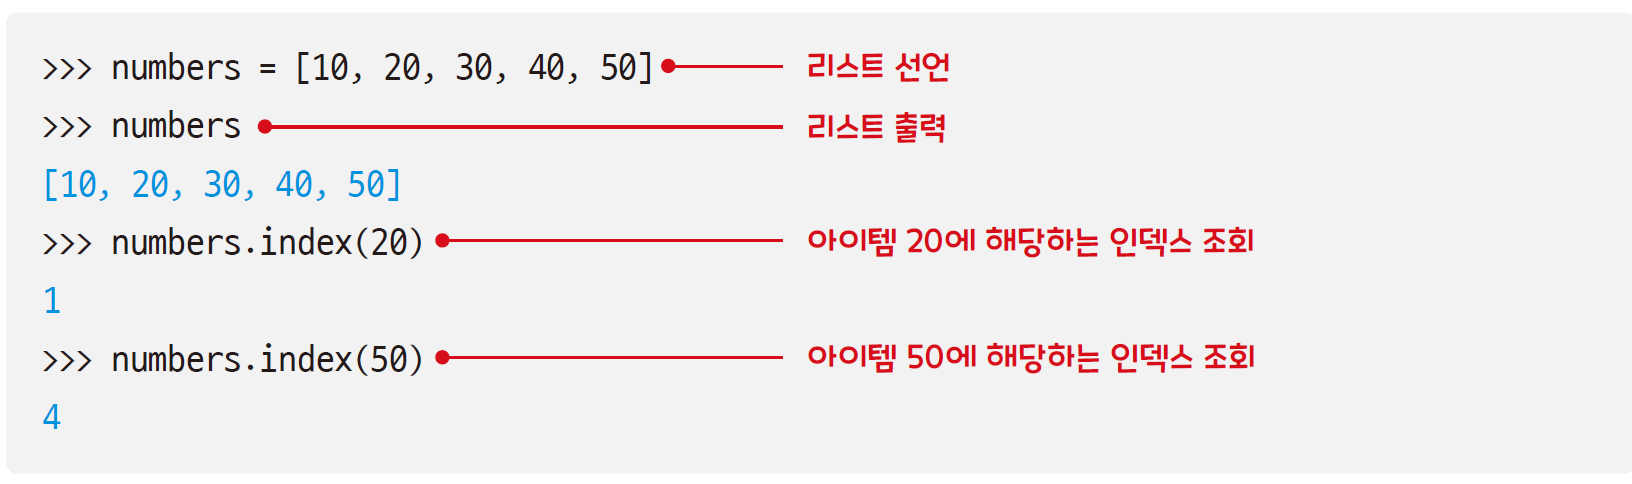 >>> numbers = [10, 20, 30, 40, 50] 리스트 선언
>>> numbers 리스트 출력
[10, 20, 30, 40, 50]
>>> numbers.index(20) 아이템 20에 해당하는 인덱스 조회
1
>>> numbers.index(50) 아이템 50에 해당하는 인덱스 조회
4